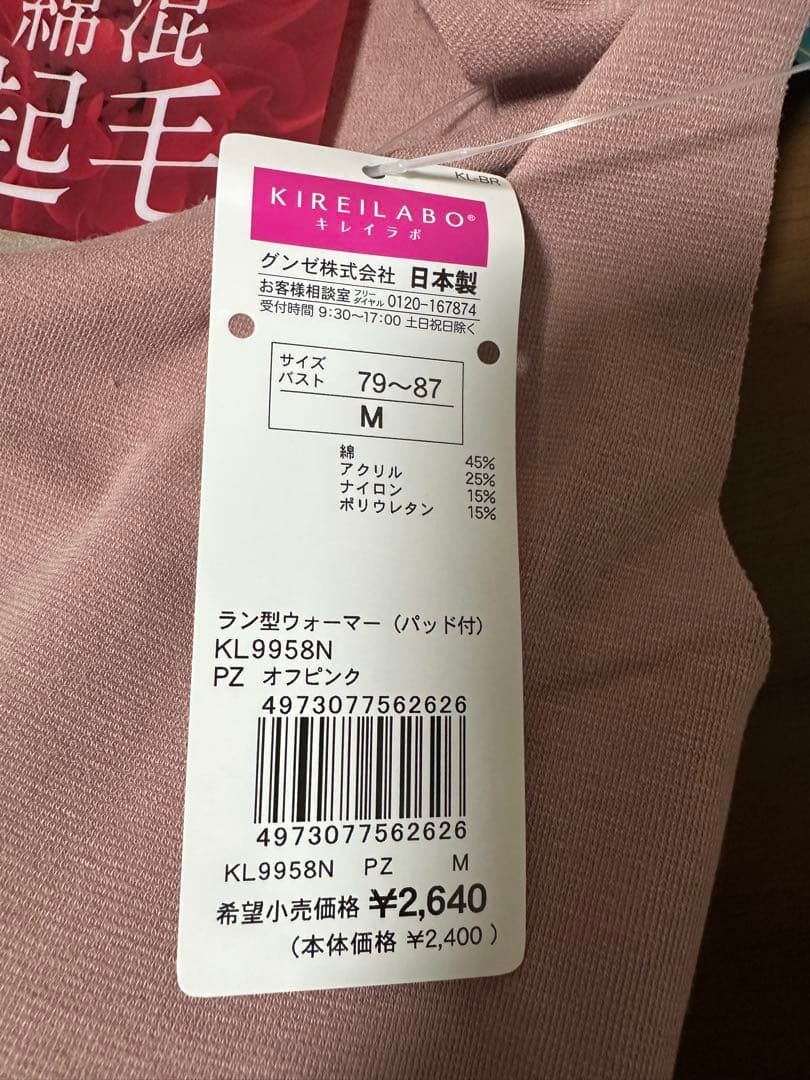 綿混
起毛
KL-BR
KIREILABO®
キレイラボ
グンゼ株式会社 日本製
お客様相談室 フリーダイヤル 0120-167874
受付時間 9:30〜17:00 土日祝日除く
サイズ
バスト 79〜87
M
綿 45%
アクリル 25%
ナイロン 15%
ポリウレタン 15%
ラン型ウォーマー（パッド付）
KL9958N
PZ オフピンク
4973077562626
4973077562626
KL9958N PZ M
希望小売価格 ¥2,640
（本体価格 ¥2,400 ）